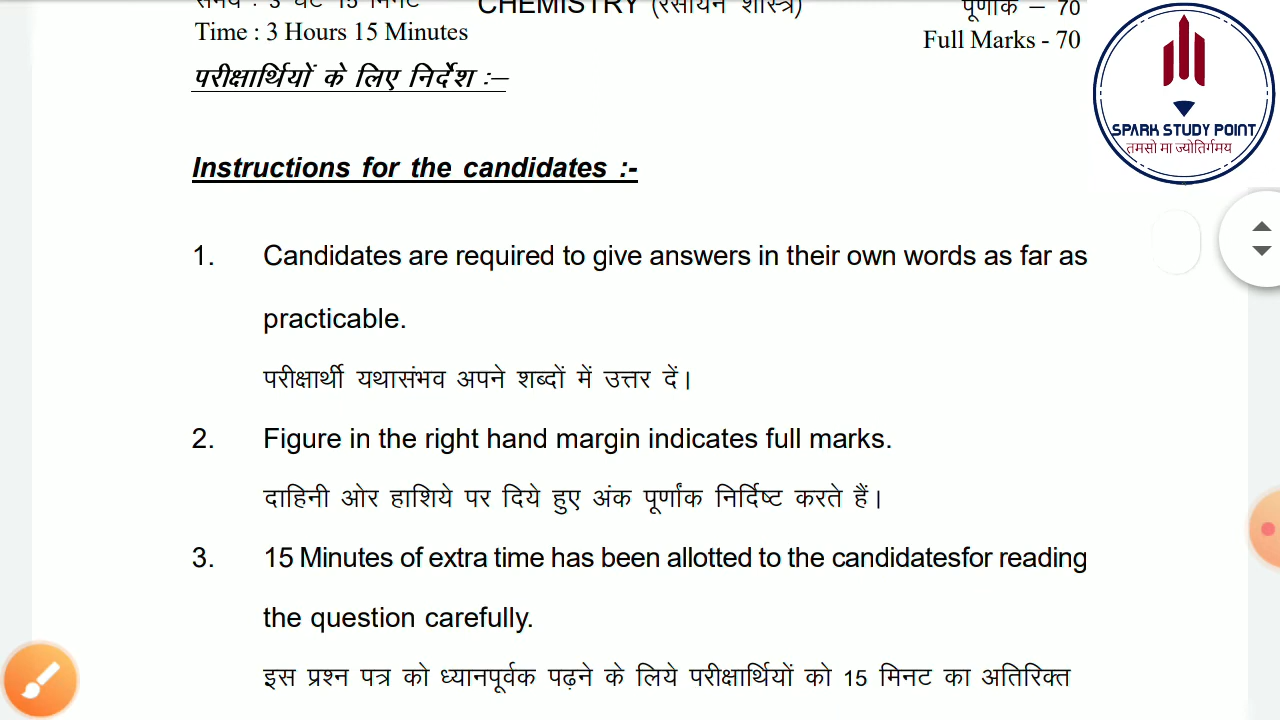 समय : 3 घंटे 15 मिनट
CHEMISTRY (रसायन शास्त्र)
पूर्णांक – 70
Time : 3 Hours 15 Minutes
Full Marks - 70
परीक्षार्थियों के लिए निर्देश :–
SPARK STUDY POINT
तमसो मा ज्योतिर्गमय
Instructions for the candidates :-
1. Candidates are required to give answers in their own words as far as
practicable.
परीक्षार्थी यथासंभव अपने शब्दों में उत्तर दें।
2. Figure in the right hand margin indicates full marks.
दाहिनी ओर हाशिये पर दिये हुए अंक पूर्णांक निर्दिष्ट करते हैं।
3. 15 Minutes of extra time has been allotted to the candidatesfor reading
the question carefully.
इस प्रश्न पत्र को ध्यानपूर्वक पढ़ने के लिये परीक्षार्थियों को 15 मिनट का अतिरिक्त